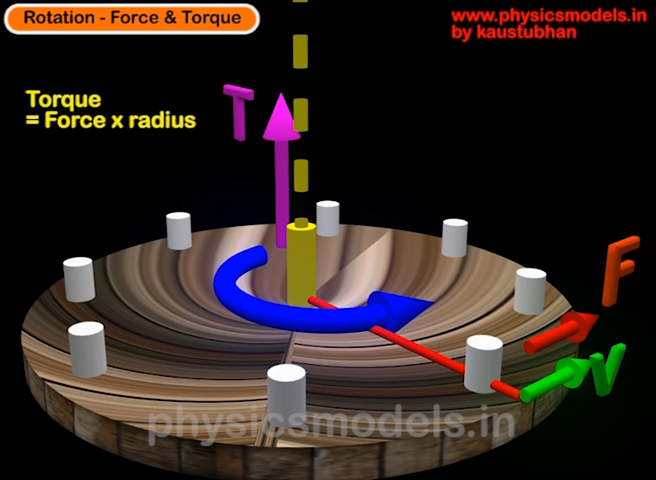 Rotation - Force & Torque
www.physicsmodels.in
by kaustubhan
Torque
= Force x radius
T
F
V
physicsmodels.in